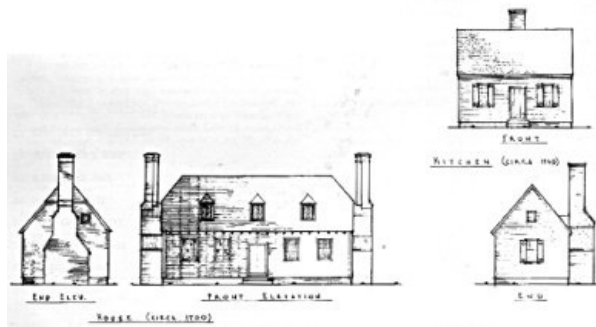 FRONT
KITCHEN (CIRCA 1740)
END ELEV.
FRONT ELEVATION
END
HOUSE (CIRCA 1700)